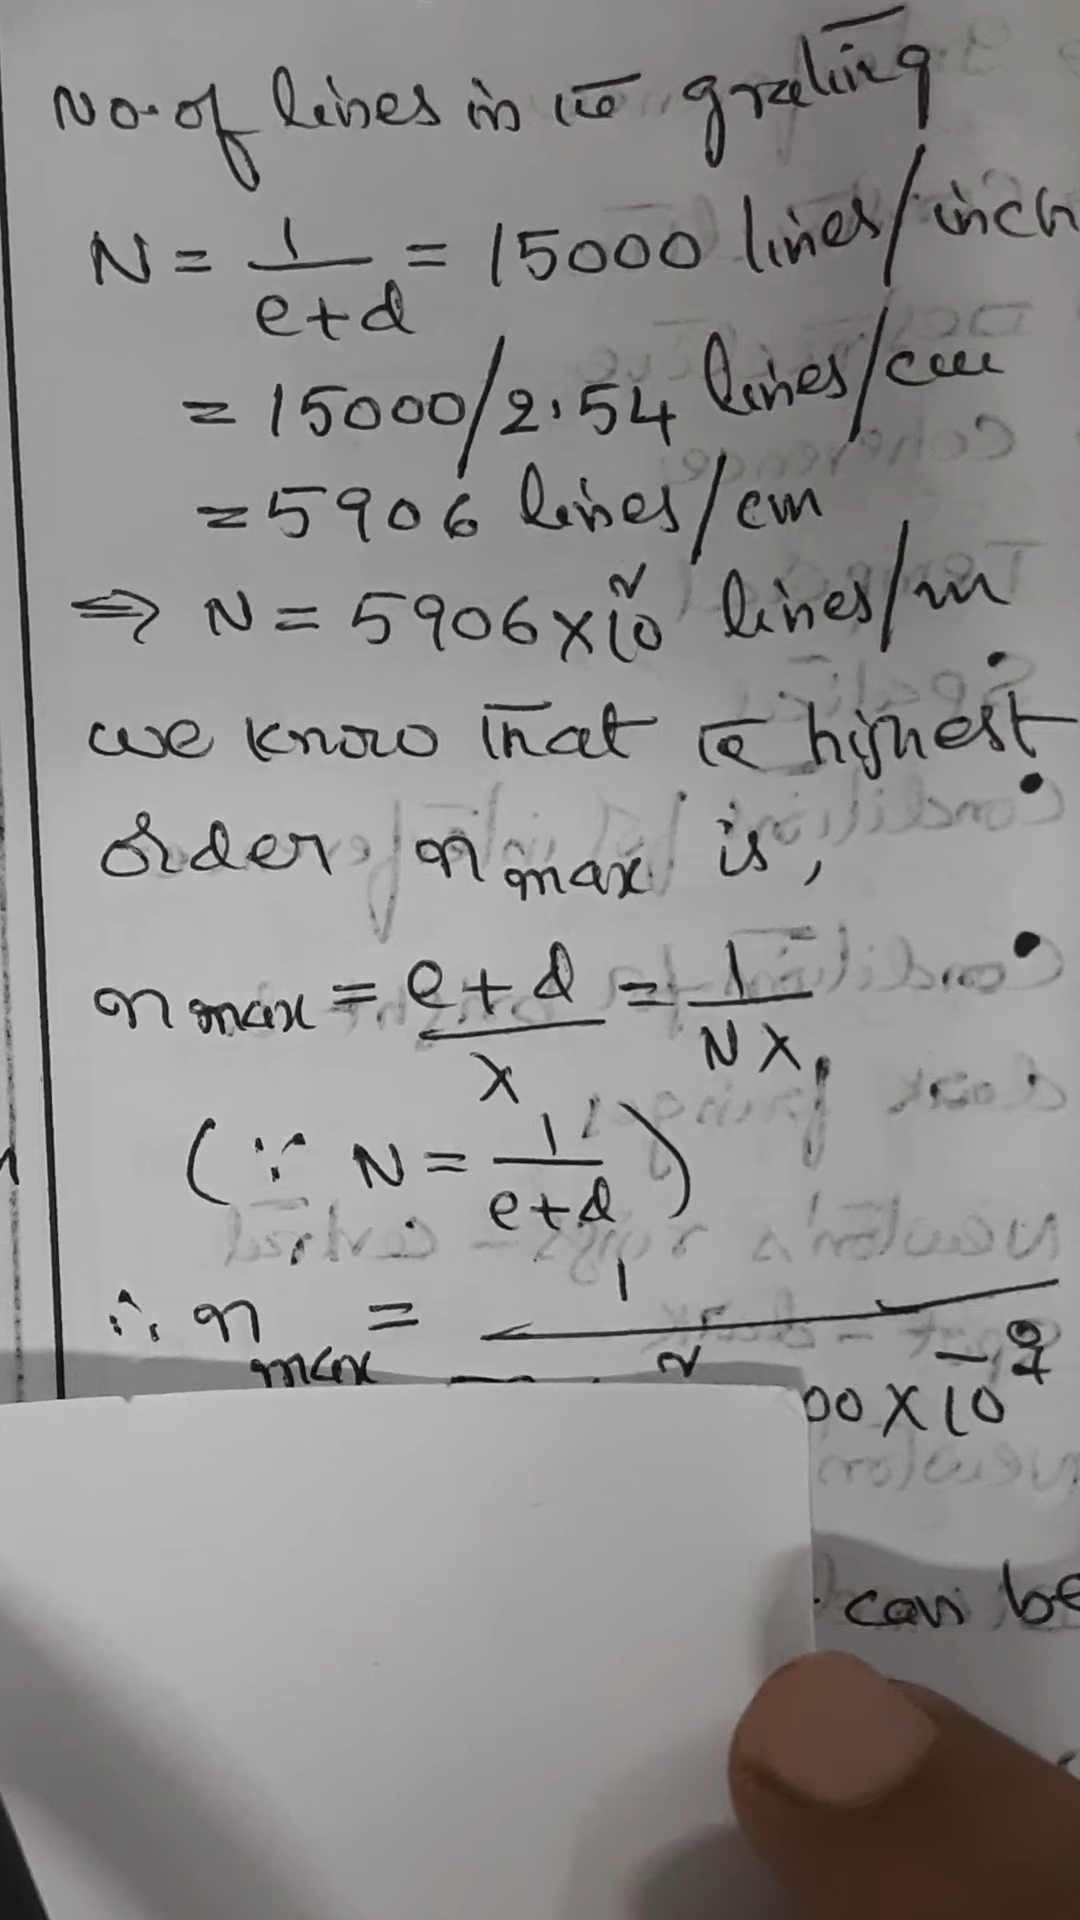 No. of lines in the grating
N = 1/(e+d) = 15000 lines/inch
= 15000/2.54 lines/cm
= 5906 lines/cm
⇒ N = 5906 × 10² lines/m
we know that the highest
order n max is,
n max = (e+d)/λ = 1/(Nλ)
(∵ N = 1/(e+d))
∴ n max = 1
00 × 10⁻⁹
can be